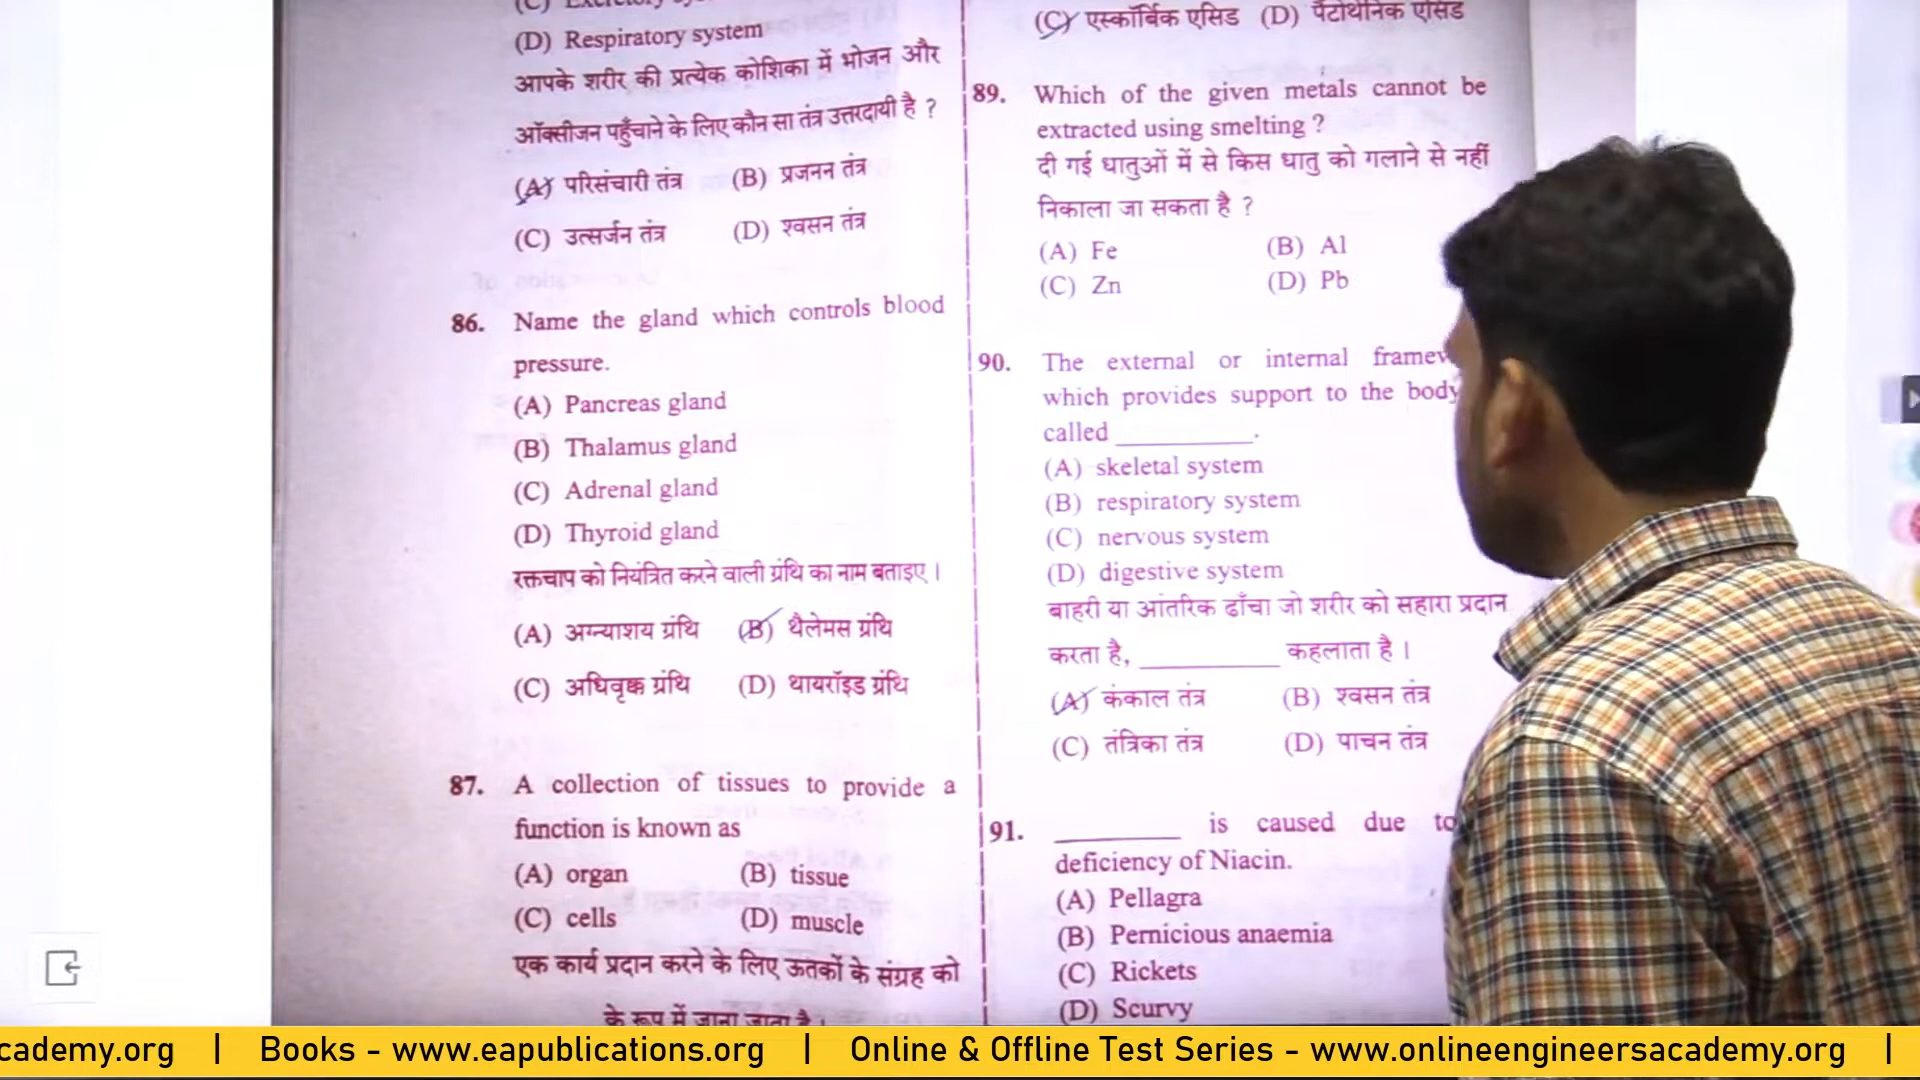 (D) Respiratory system
आपके शरीर की प्रत्येक कोशिका में भोजन और
ऑक्सीजन पहुँचाने के लिए कौन सा तंत्र उत्तरदायी है ?
(A) परिसंचारी तंत्र (B) प्रजनन तंत्र
(C) उत्सर्जन तंत्र (D) श्वसन तंत्र
86. Name the gland which controls blood
pressure.
(A) Pancreas gland
(B) Thalamus gland
(C) Adrenal gland
(D) Thyroid gland
रक्तचाप को नियंत्रित करने वाली ग्रंथि का नाम बताइए ।
(A) अग्न्याशय ग्रंथि (B) थैलेमस ग्रंथि
(C) अधिवृक्क ग्रंथि (D) थायरॉइड ग्रंथि
87. A collection of tissues to provide a
function is known as
(A) organ (B) tissue
(C) cells (D) muscle
एक कार्य प्रदान करने के लिए ऊतकों के संग्रह को
के रूप में जाना जाता है ।
(C) एस्कॉर्बिक एसिड (D) पैंटोथेनिक एसिड
89. Which of the given metals cannot be
extracted using smelting ?
दी गई धातुओं में से किस धातु को गलाने से नहीं
निकाला जा सकता है ?
(A) Fe (B) Al
(C) Zn (D) Pb
90. The external or internal
which provides support to the body
called ________.
(A) skeletal system
(B) respiratory system
(C) nervous system
(D) digestive system
बाहरी या आंतरिक ढाँचा जो शरीर को सहारा प्रदान
करता है, ________ कहलाता है ।
(A) कंकाल तंत्र (B) श्वसन तंत्र
(C) तंत्रिका तंत्र (D) पाचन तंत्र
91. ________ is caused due to
deficiency of Niacin.
(A) Pellagra
(B) Pernicious anaemia
(C) Rickets
(D) Scurvy
cademy.org | Books - www.eapublications.org | Online & Offline Test Series - www.onlineengineersacademy.org |